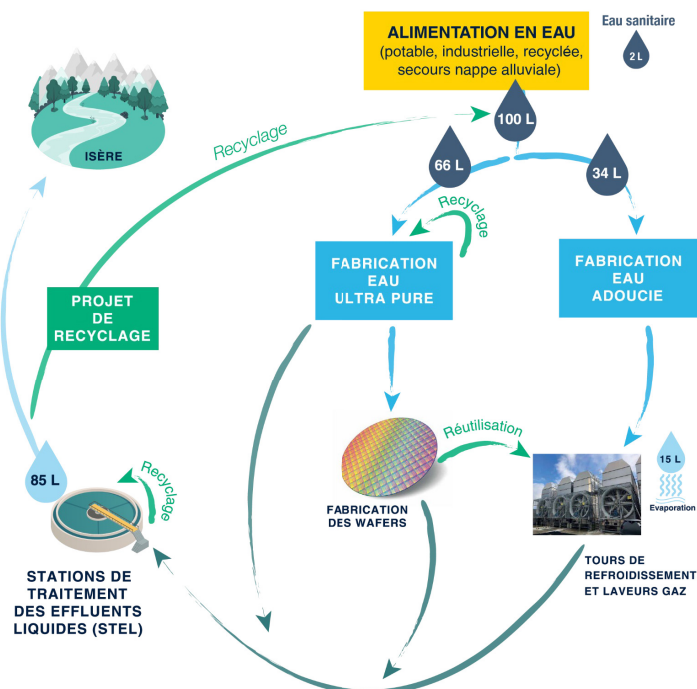 ALIMENTATION EN EAU
(potable, industrielle, recyclée,
secours nappe alluviale)
Eau sanitaire
2 L
100 L
66 L
34 L
Recyclage
ISÈRE
Recyclage
FABRICATION
EAU
ULTRA PURE
FABRICATION
EAU
ADOUCIE
PROJET
DE
RECYCLAGE
Réutilisation
85 L
Recyclage
15 L
Evaporation
FABRICATION
DES WAFERS
STATIONS DE
TRAITEMENT
DES EFFLUENTS
LIQUIDES (STEL)
TOURS DE
REFROIDISSEMENT
ET LAVEURS GAZ